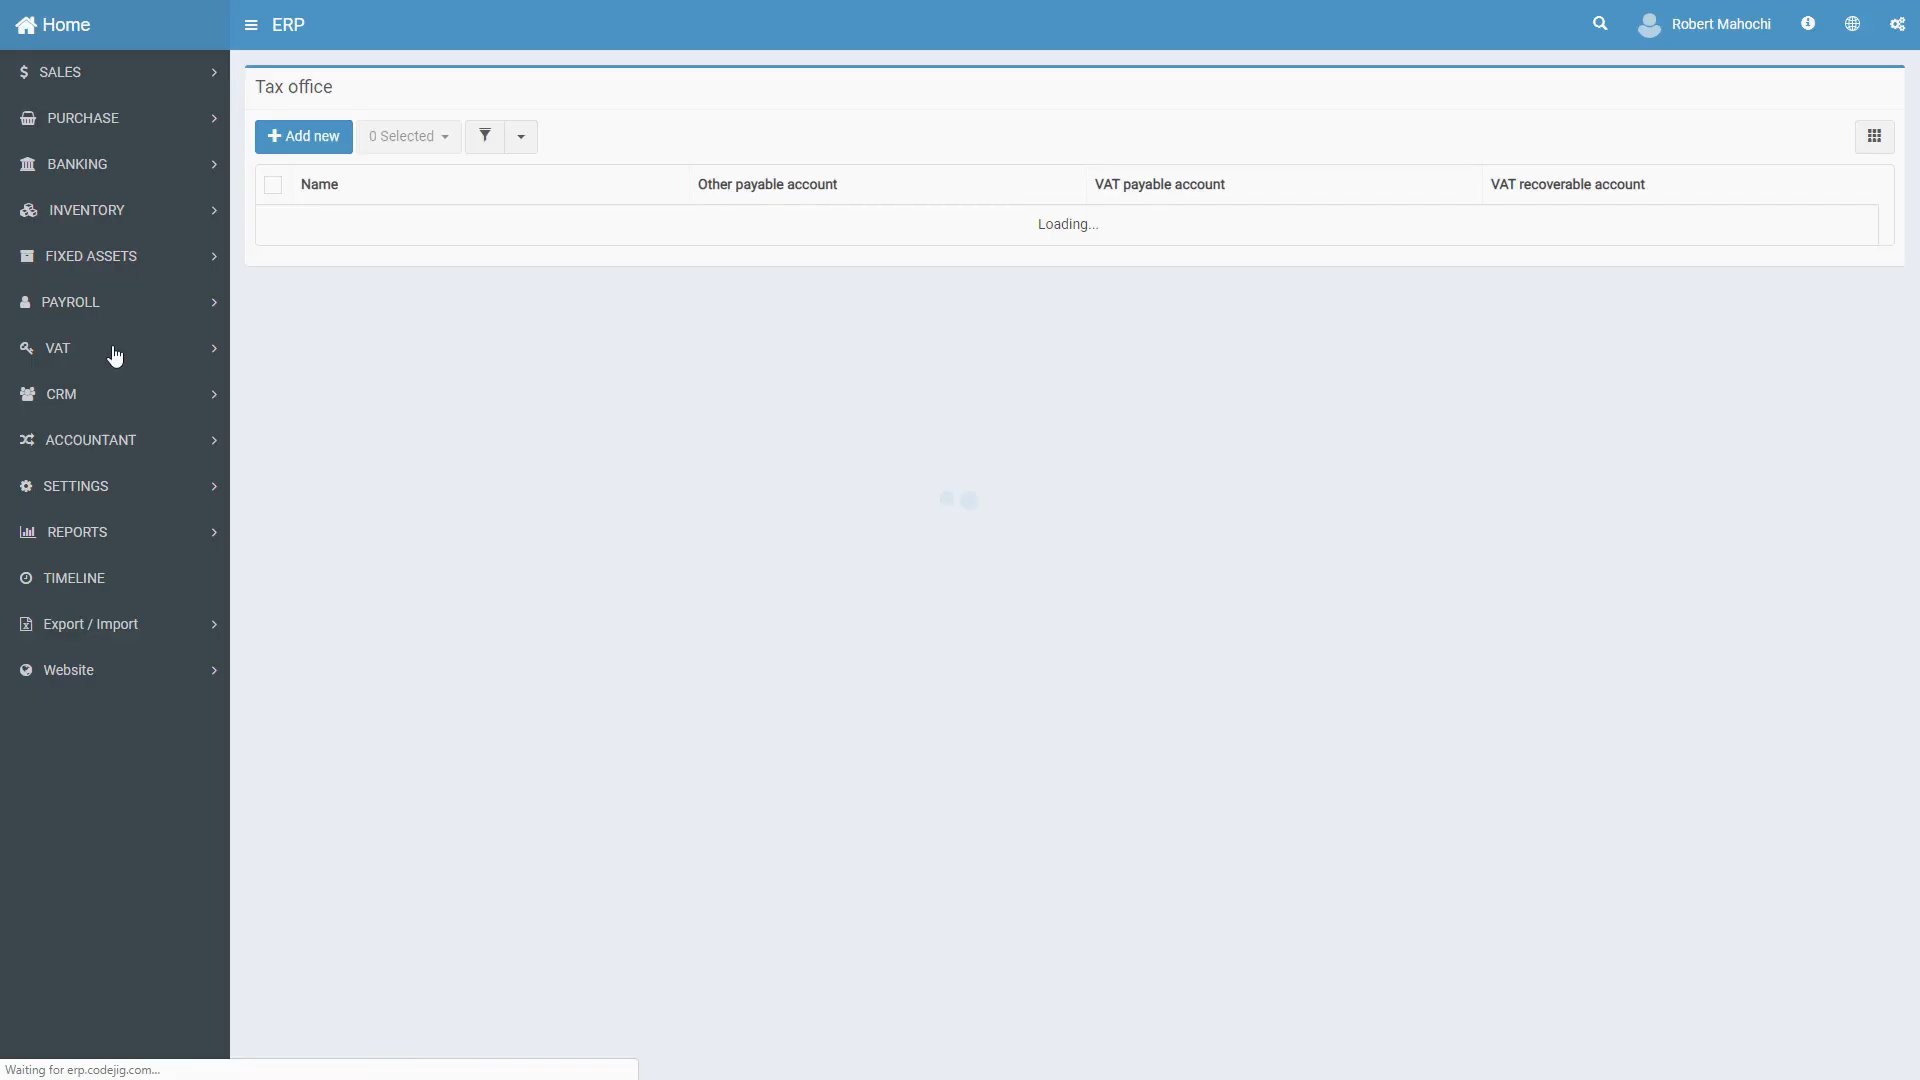 Home
ERP
Robert Mahochi
SALES
PURCHASE
BANKING
INVENTORY
FIXED ASSETS
PAYROLL
VAT
CRM
ACCOUNTANT
SETTINGS
REPORTS
TIMELINE
Export / Import
Website
Tax office
Add new
0 Selected
Name
Other payable account
VAT payable account
VAT recoverable account
Loading...
Waiting for erp.codejig.com...